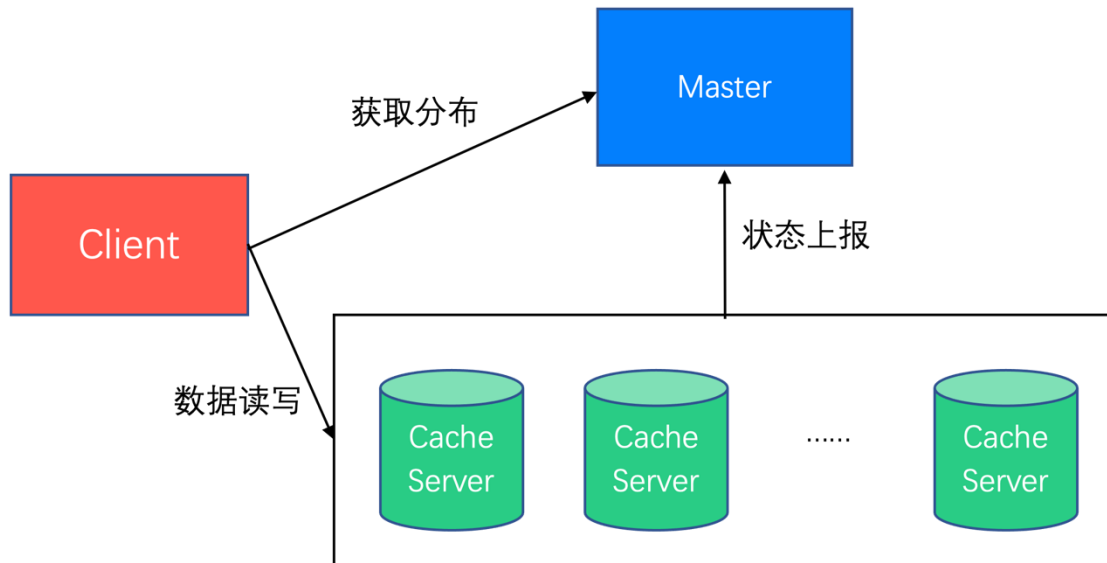 Master
获取分布
Client
状态上报
数据读写
Cache
Server
Cache
Server
......
Cache
Server